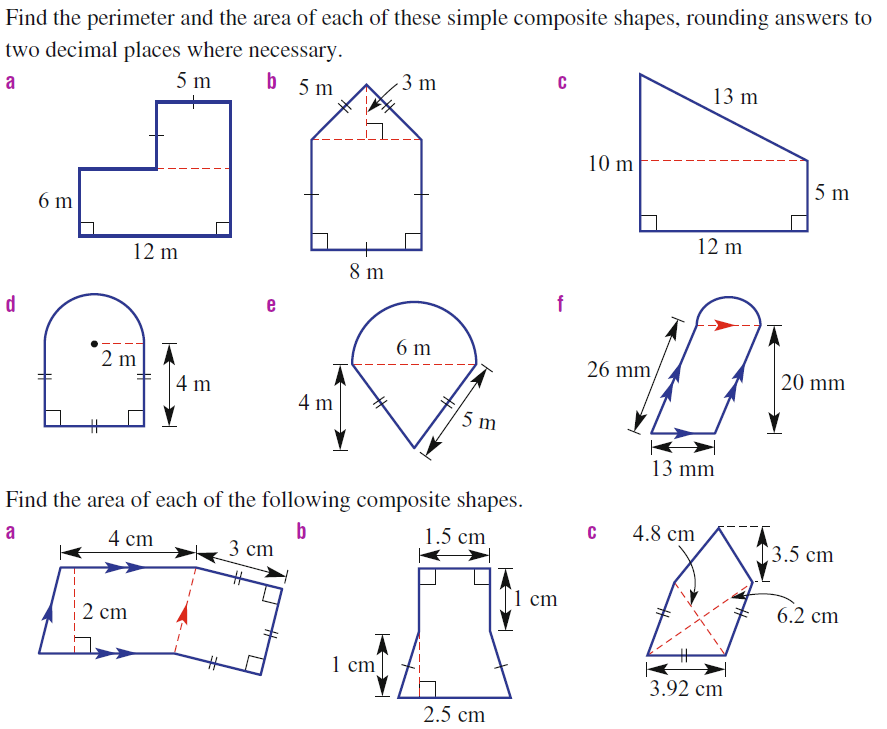 Find the perimeter and the area of each of these simple composite shapes, rounding answers to
two decimal places where necessary.
a 5 m 6 m 12 m
b 5 m 3 m 8 m
c 13 m 10 m 5 m 12 m
d 2 m 4 m
e 6 m 4 m 5 m
f 26 mm 20 mm 13 mm
Find the area of each of the following composite shapes.
a 4 cm 3 cm 2 cm
b 1.5 cm 1 cm 1 cm 2.5 cm
c 4.8 cm 3.5 cm 6.2 cm 3.92 cm